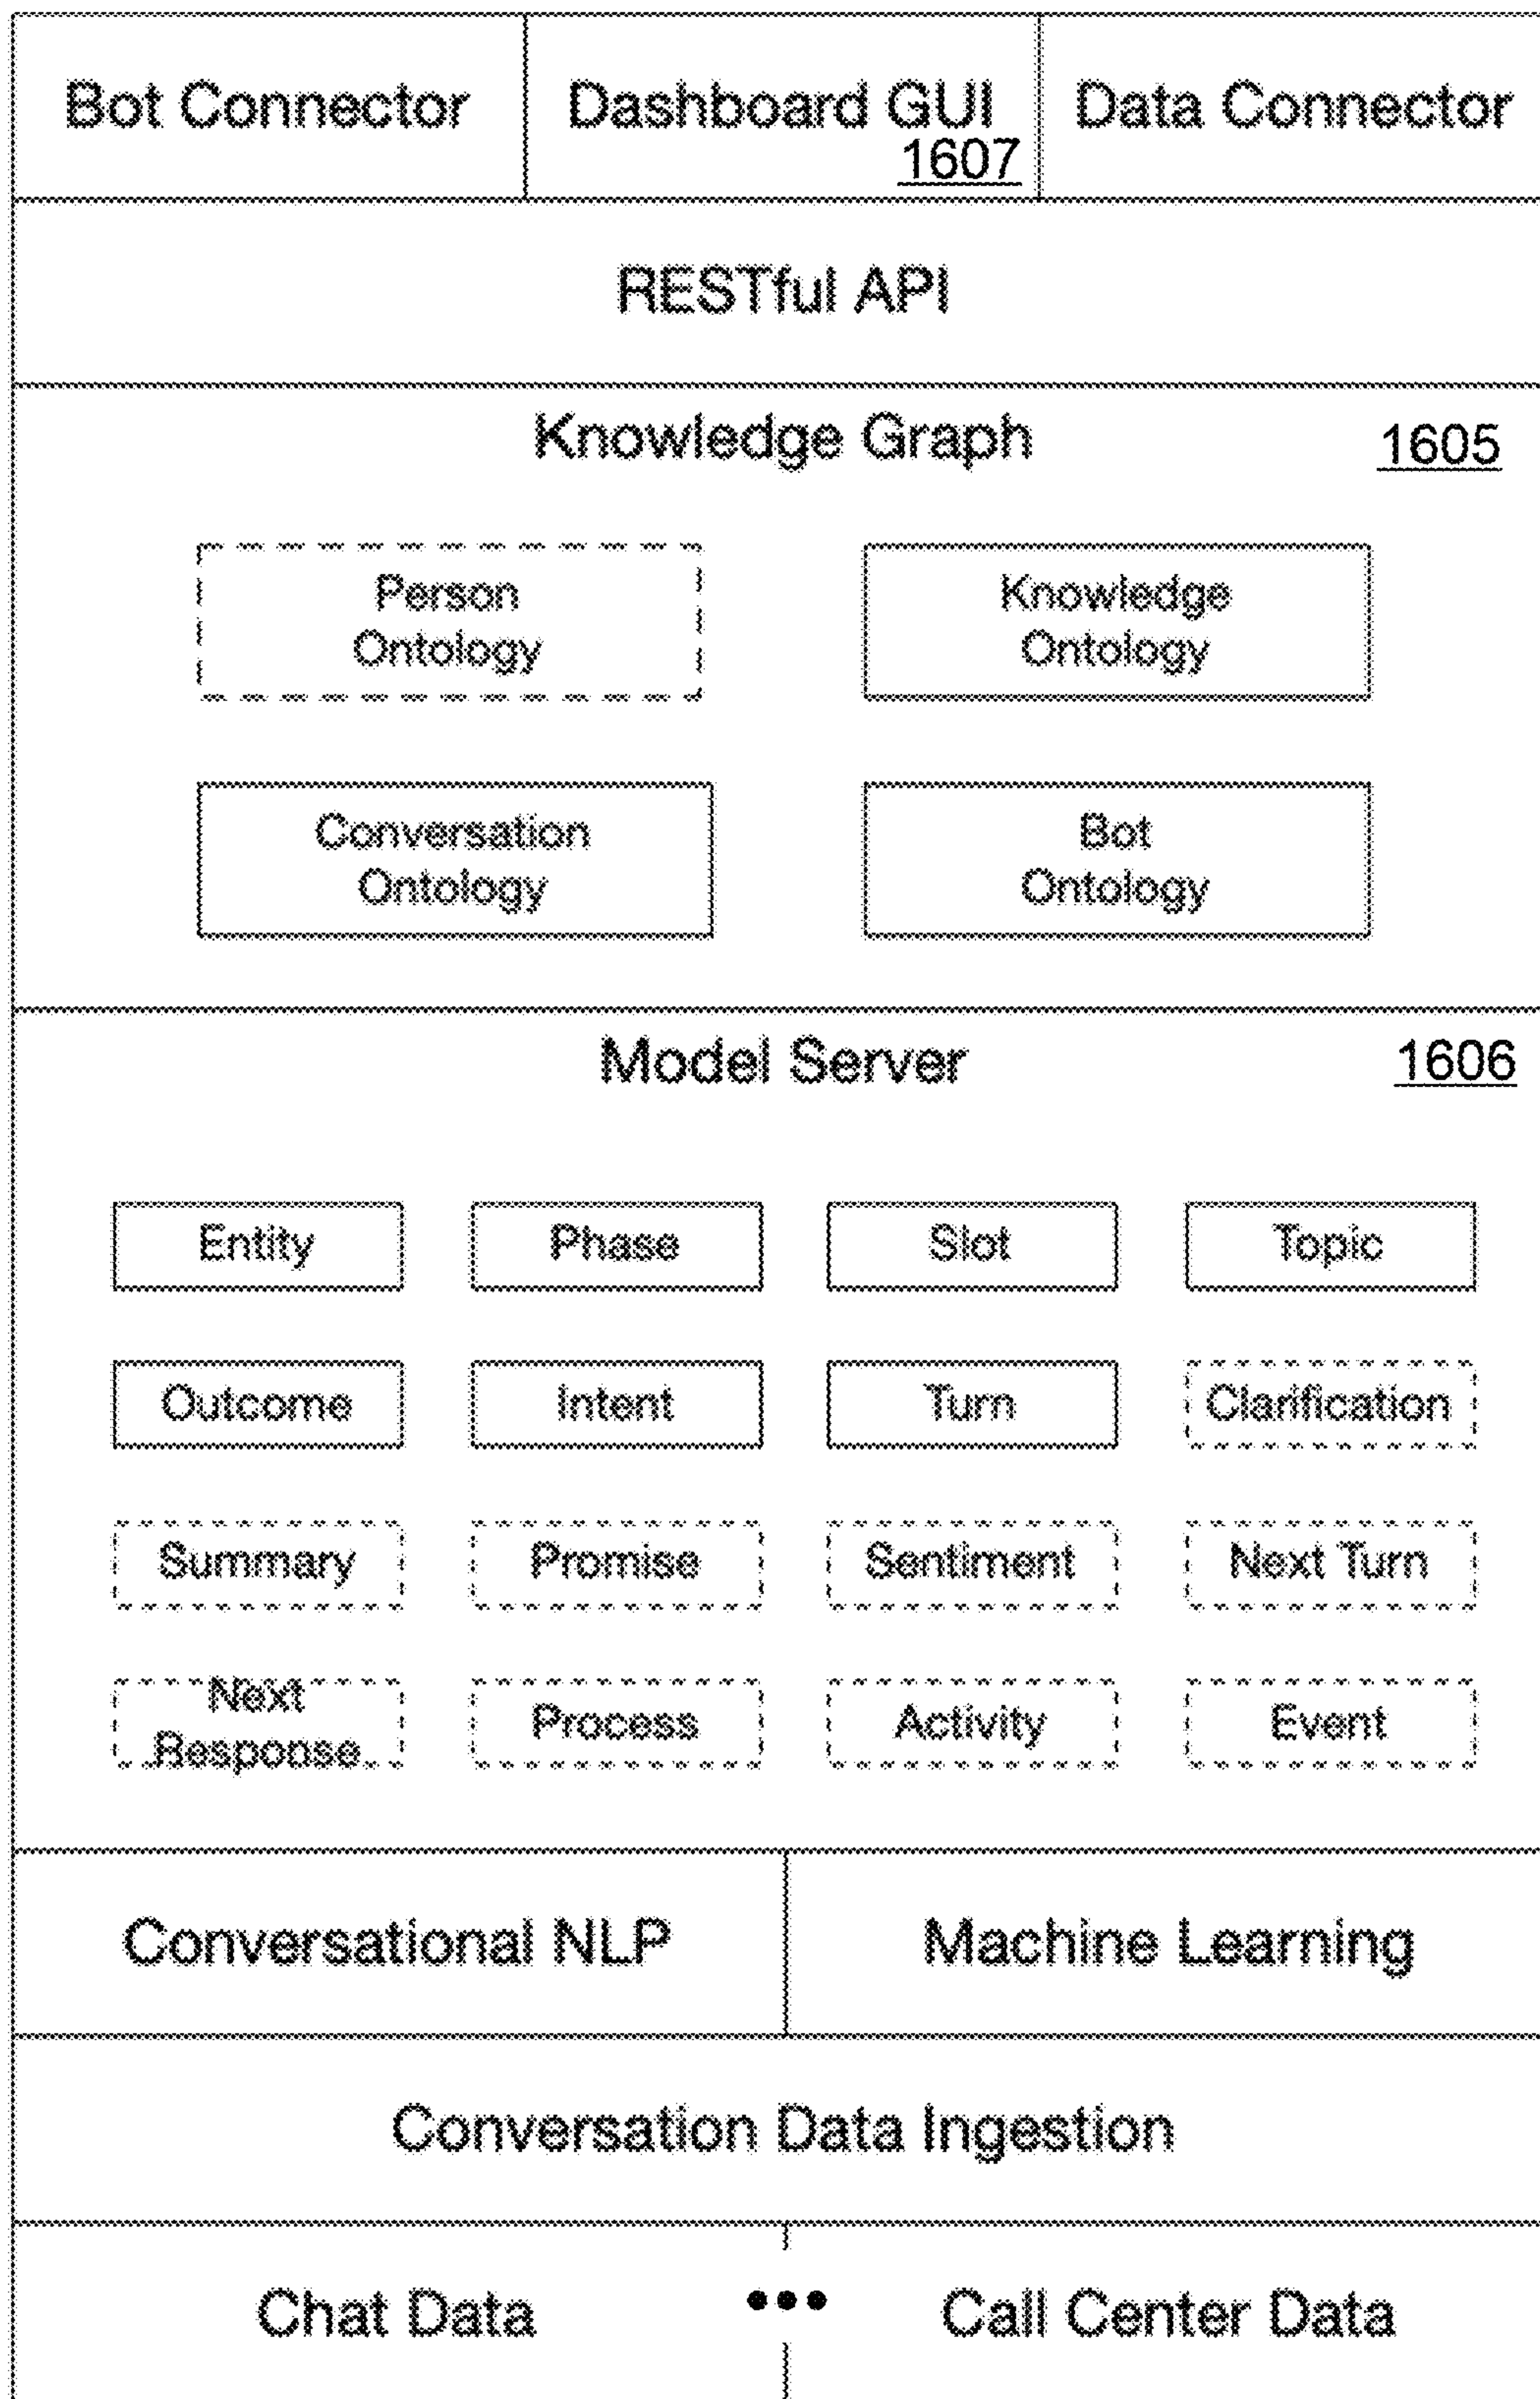 Bot Connector
Dashboard GUI
1607
Data Connector
RESTful API
Knowledge Graph
1605
Person
Ontology
Knowledge
Ontology
Conversation
Ontology
Bot
Ontology
Model Server
1606
Entity
Phase
Slot
Topic
Outcome
Intent
Turn
Clarification
Summary
Promise
Sentiment
Next Turn
Next
Response
Process
Activity
Event
Conversational NLP
Machine Learning
Conversation Data Ingestion
Chat Data
•••
Call Center Data